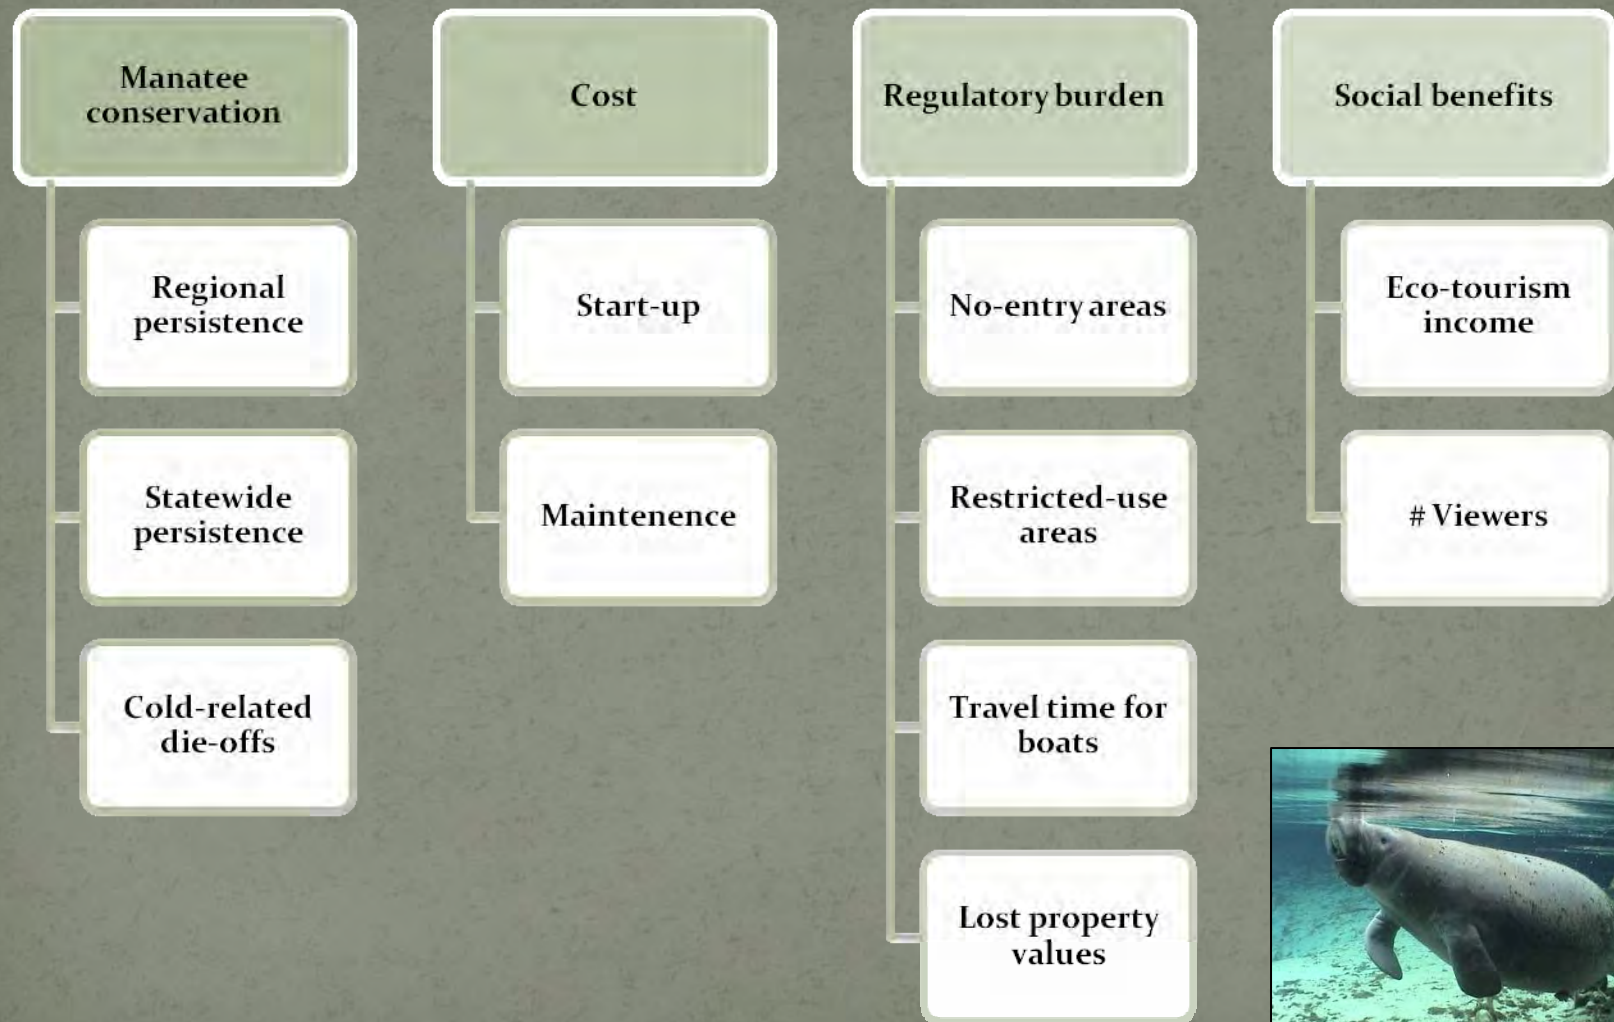 Manatee
conservation
Regional
persistence
Statewide
persistence
Cold-related
die-offs
Cost
Start-up
Maintenence
Regulatory burden
No-entry areas
Restricted-use
areas
Travel time for
boats
Lost property
values
Social benefits
Eco-tourism
income
# Viewers